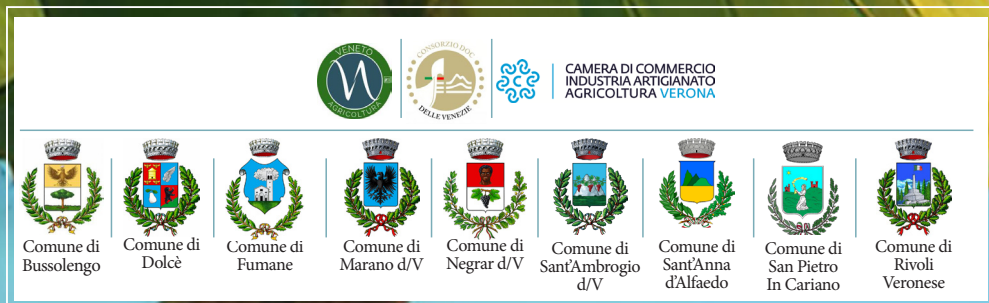 VENETO
AGRICOLTURA
CONSORZIO DOC
DELLE VENEZIE
CAMERA DI COMMERCIO
INDUSTRIA ARTIGIANATO
AGRICOLTURA VERONA
Comune di
Bussolengo
Comune di
Dolcè
Comune di
Fumane
Comune di
Marano d/V
Comune di
Negrar d/V
Comune di
Sant'Ambrogio
d/V
Comune di
Sant'Anna
d'Alfaedo
Comune di
San Pietro
In Cariano
Comune di
Rivoli
Veronese